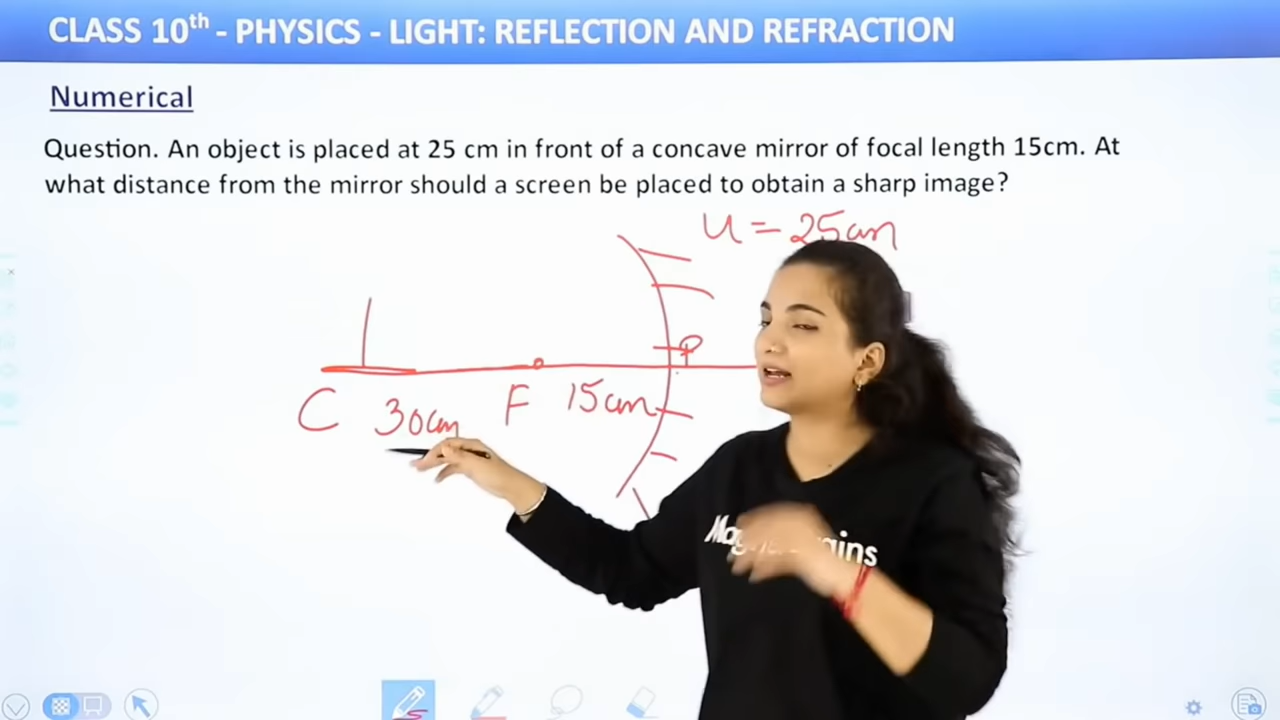 CLASS 10th - PHYSICS - LIGHT: REFLECTION AND REFRACTION
Numerical
Question. An object is placed at 25 cm in front of a concave mirror of focal length 15cm. At
what distance from the mirror should a screen be placed to obtain a sharp image?
u = 25cm
P
C 30cm F 15cm